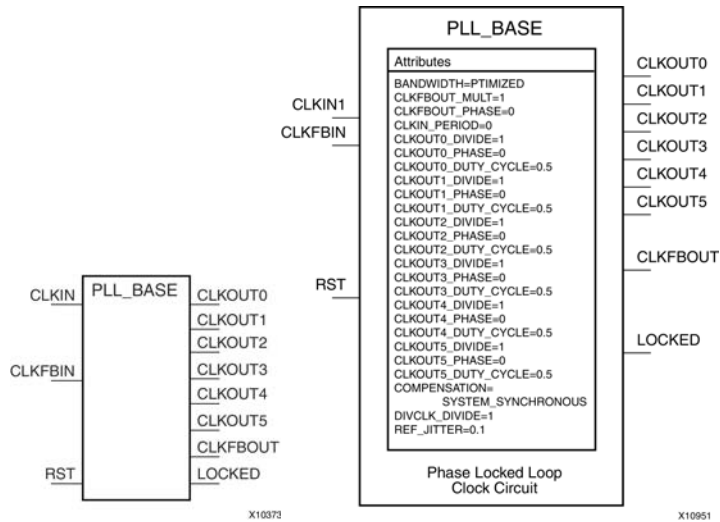 PLL_BASE
CLKIN
CLKFBIN
RST
CLKOUT0
CLKOUT1
CLKOUT2
CLKOUT3
CLKOUT4
CLKOUT5
CLKFBOUT
LOCKED
X10373
PLL_BASE
CLKIN1
CLKFBIN
RST
Attributes
BANDWIDTH=PTIMIZED
CLKFBOUT_MULT=1
CLKFBOUT_PHASE=0
CLKIN_PERIOD=0
CLKOUT0_DIVIDE=1
CLKOUT0_PHASE=0
CLKOUT0_DUTY_CYCLE=0.5
CLKOUT1_DIVIDE=1
CLKOUT1_PHASE=0
CLKOUT1_DUTY_CYCLE=0.5
CLKOUT2_DIVIDE=1
CLKOUT2_PHASE=0
CLKOUT2_DUTY_CYCLE=0.5
CLKOUT3_DIVIDE=1
CLKOUT3_PHASE=0
CLKOUT3_DUTY_CYCLE=0.5
CLKOUT4_DIVIDE=1
CLKOUT4_PHASE=0
CLKOUT4_DUTY_CYCLE=0.5
CLKOUT5_DIVIDE=1
CLKOUT5_PHASE=0
CLKOUT5_DUTY_CYCLE=0.5
COMPENSATION=
SYSTEM_SYNCHRONOUS
DIVCLK_DIVIDE=1
REF_JITTER=0.1
CLKOUT0
CLKOUT1
CLKOUT2
CLKOUT3
CLKOUT4
CLKOUT5
CLKFBOUT
LOCKED
Phase Locked Loop
Clock Circuit
X10951